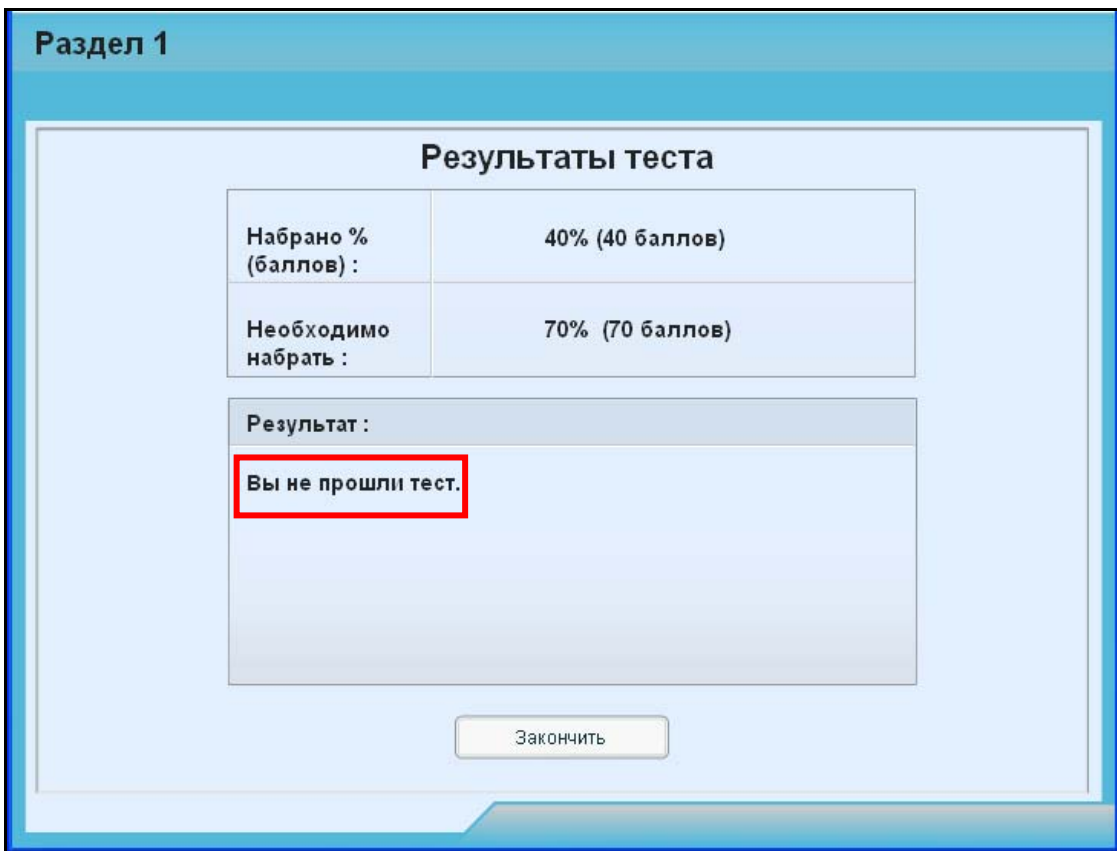 Раздел 1
Результаты теста
Набрано %
(баллов) :
40% (40 баллов)
Необходимо
набрать :
70% (70 баллов)
Результат :
Вы не прошли тест.
Закончить